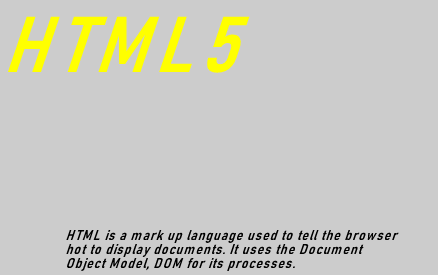 HTML5
HTML is a mark up language used to tell the browser
hot to display documents. It uses the Document
Object Model, DOM for its processes.